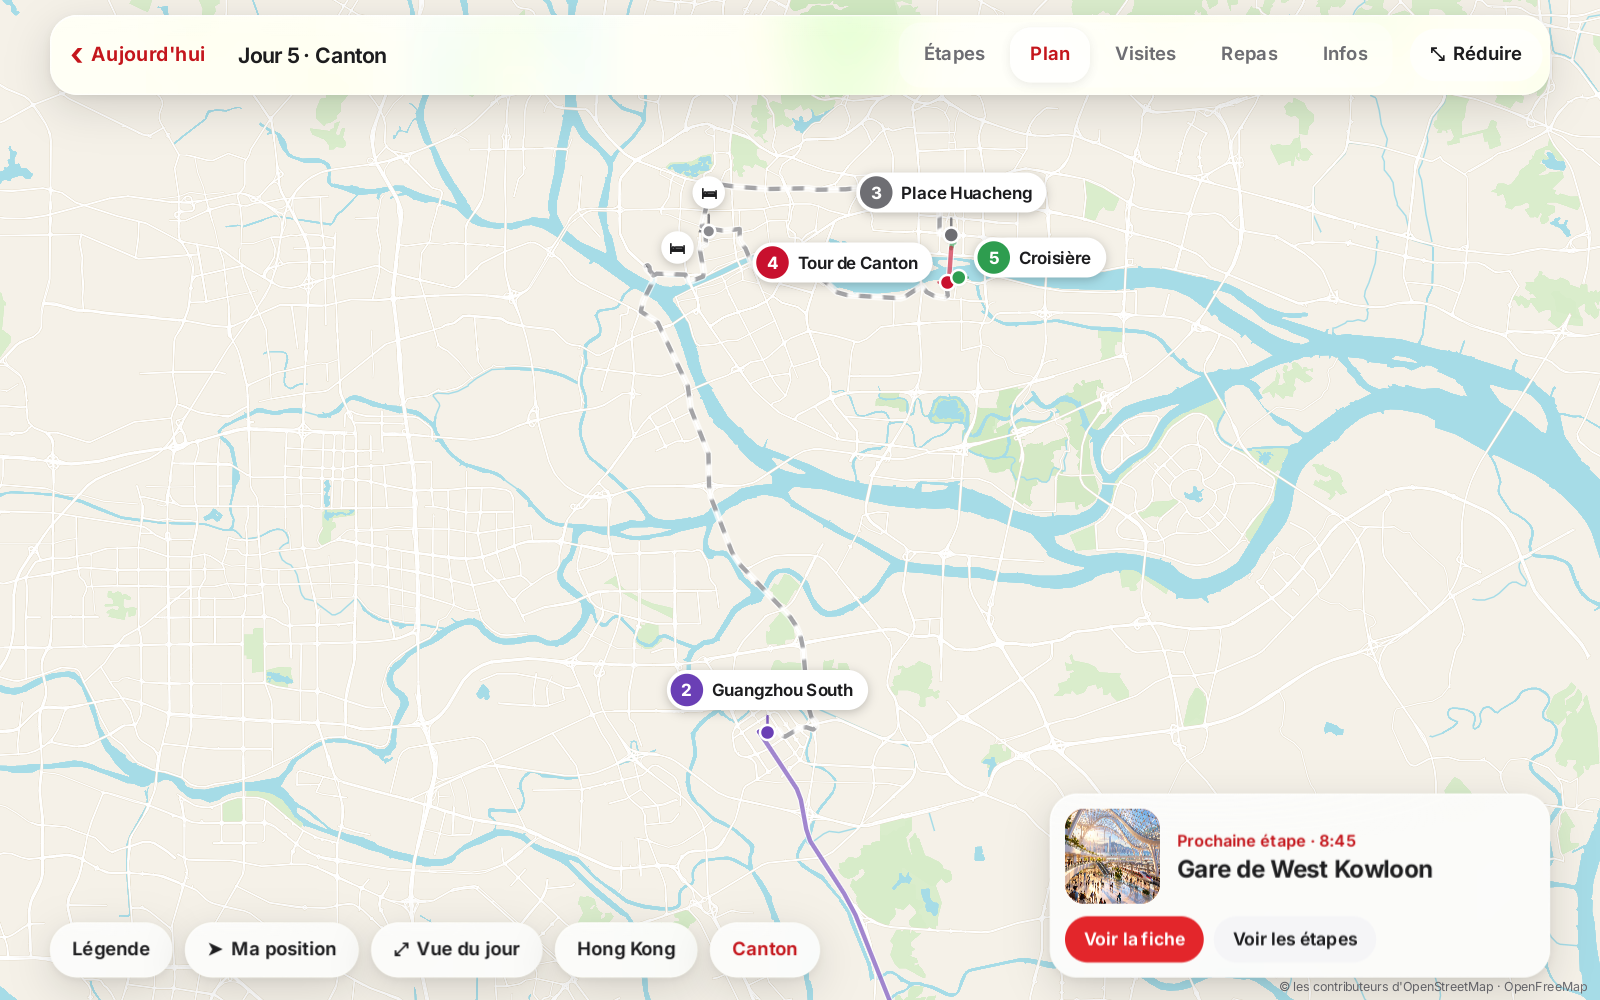 Aujourd'hui
Jour 5 · Canton
Étapes
Plan
Visites
Repas
Infos
Réduire
3 Place Huacheng
4 Tour de Canton
5 Croisière
2 Guangzhou South
Prochaine étape · 8:45
Gare de West Kowloon
Voir la fiche
Voir les étapes
Légende
Ma position
Vue du jour
Hong Kong
Canton
© les contributeurs d'OpenStreetMap · OpenFreeMap